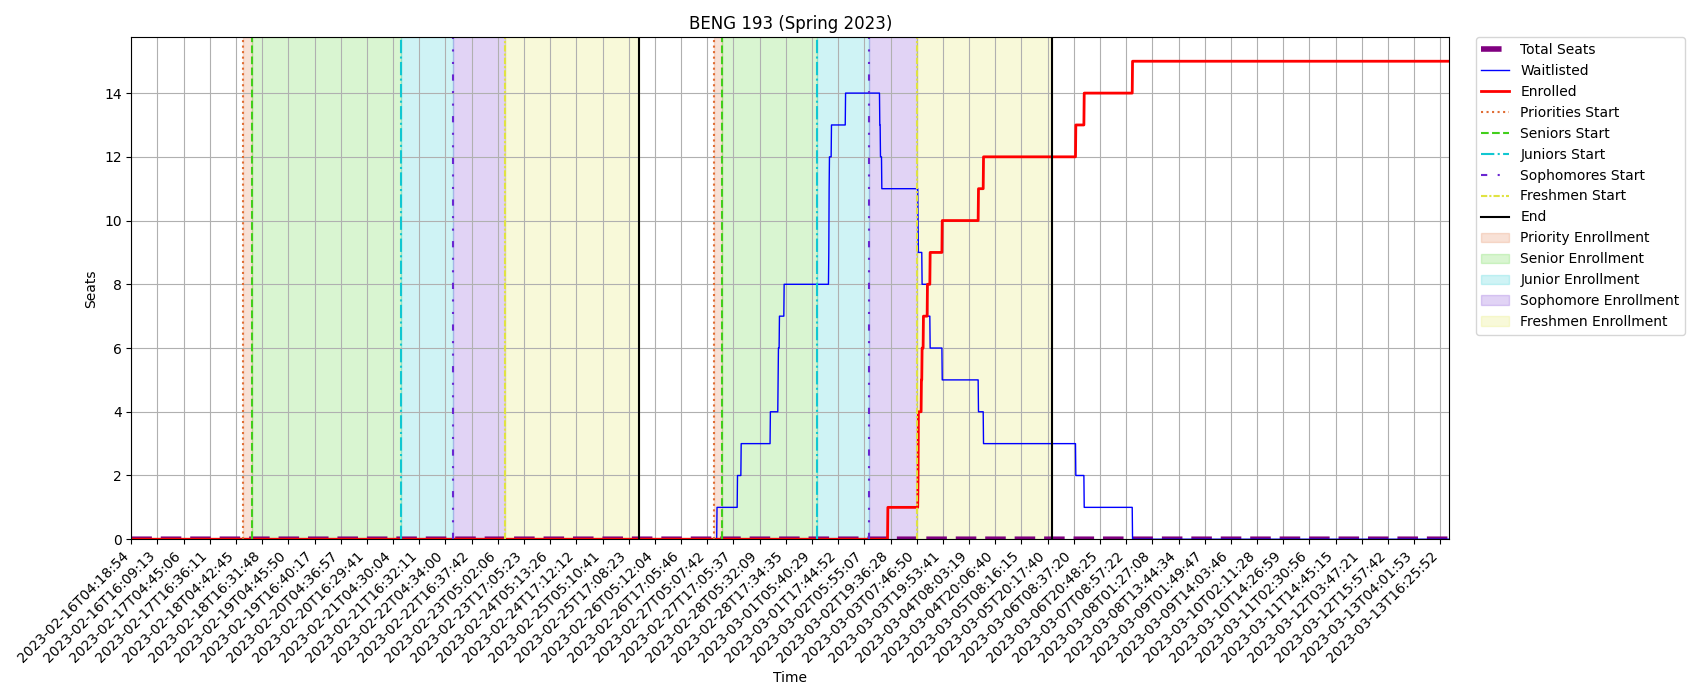 BENG 193 (Spring 2023)
Seats
14
12
10
8
6
4
2
0
2023-02-16T04:18:54
2023-02-16T16:09:13
2023-02-17T04:45:06
2023-02-17T16:36:11
2023-02-18T04:42:45
2023-02-18T16:31:48
2023-02-19T04:45:50
2023-02-19T16:40:17
2023-02-20T04:36:57
2023-02-20T16:29:41
2023-02-21T04:30:04
2023-02-21T16:32:11
2023-02-22T04:34:00
2023-02-22T16:37:42
2023-02-23T05:02:06
2023-02-23T17:05:23
2023-02-24T05:13:26
2023-02-24T17:12:12
2023-02-25T05:10:41
2023-02-25T17:08:23
2023-02-26T05:12:04
2023-02-26T17:05:46
2023-02-27T05:07:42
2023-02-27T17:05:37
2023-02-28T05:32:09
2023-02-28T17:34:35
2023-03-01T05:40:29
2023-03-01T17:44:52
2023-03-02T05:55:07
2023-03-02T19:36:28
2023-03-03T07:46:50
2023-03-03T19:53:41
2023-03-04T08:03:19
2023-03-04T20:06:40
2023-03-05T08:16:15
2023-03-05T20:17:40
2023-03-06T08:37:20
2023-03-06T20:48:25
2023-03-07T08:57:22
2023-03-08T01:27:08
2023-03-08T13:44:34
2023-03-09T01:49:47
2023-03-09T14:03:46
2023-03-10T02:11:28
2023-03-10T14:26:59
2023-03-11T02:30:56
2023-03-11T14:45:15
2023-03-12T03:47:21
2023-03-12T15:57:42
2023-03-13T04:01:53
2023-03-13T16:25:52
Time
Total Seats
Waitlisted
Enrolled
Priorities Start
Seniors Start
Juniors Start
Sophomores Start
Freshmen Start
End
Priority Enrollment
Senior Enrollment
Junior Enrollment
Sophomore Enrollment
Freshmen Enrollment